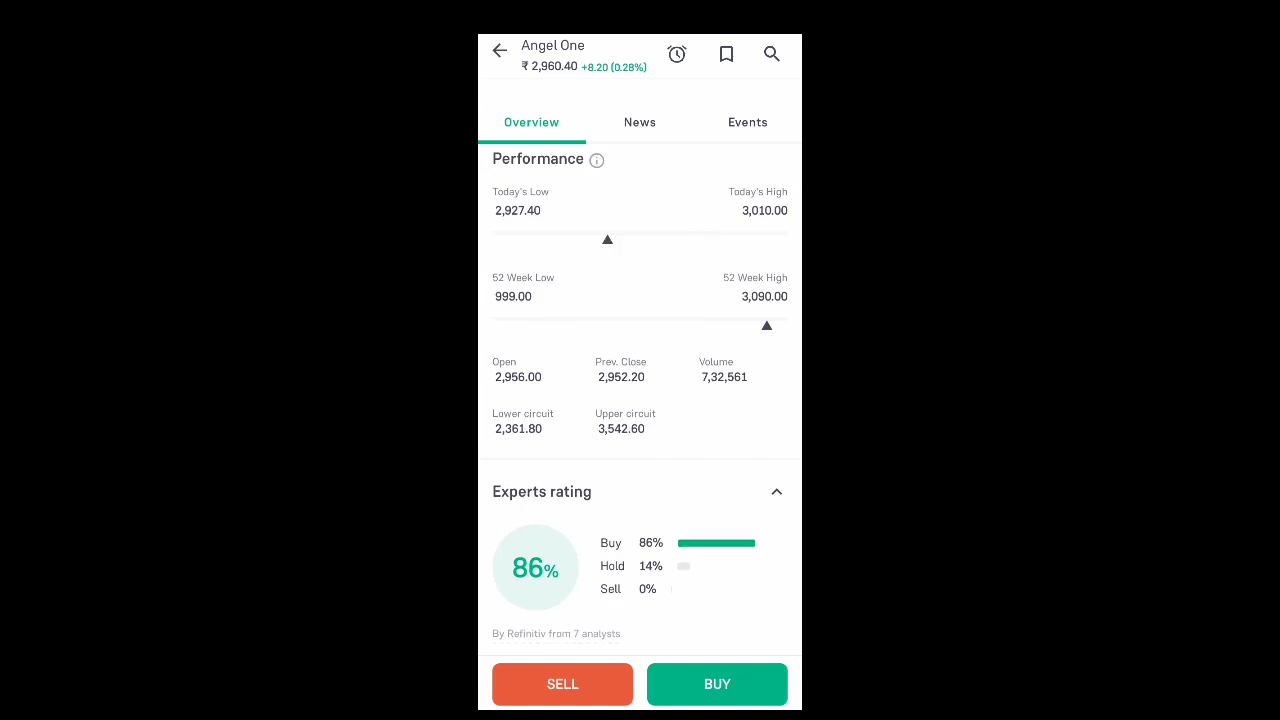 Angel One
₹ 2,960.40 +8.20 (0.28%)
Overview News Events
Performance
Today's Low Today's High
2,927.40 3,010.00
52 Week Low 52 Week High
999.00 3,090.00
Open Prev. Close Volume
2,956.00 2,952.20 7,32,561
Lower circuit Upper circuit
2,361.80 3,542.60
Experts rating
86%
Buy 86%
Hold 14%
Sell 0%
By Refinitiv from 7 analysts
SELL BUY